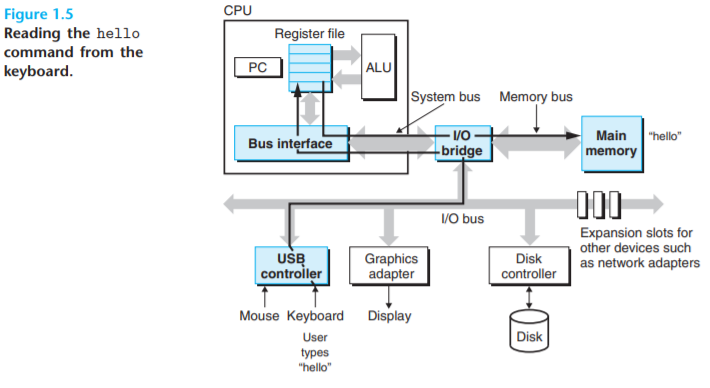 Figure 1.5
Reading the hello
command from the
keyboard.
CPU
Register file
PC
ALU
System bus
Memory bus
Bus interface
I/O
bridge
Main
memory
"hello"
I/O bus
Expansion slots for
other devices such
as network adapters
USB
controller
Graphics
adapter
Disk
controller
Mouse
Keyboard
Display
User
types
"hello"
Disk